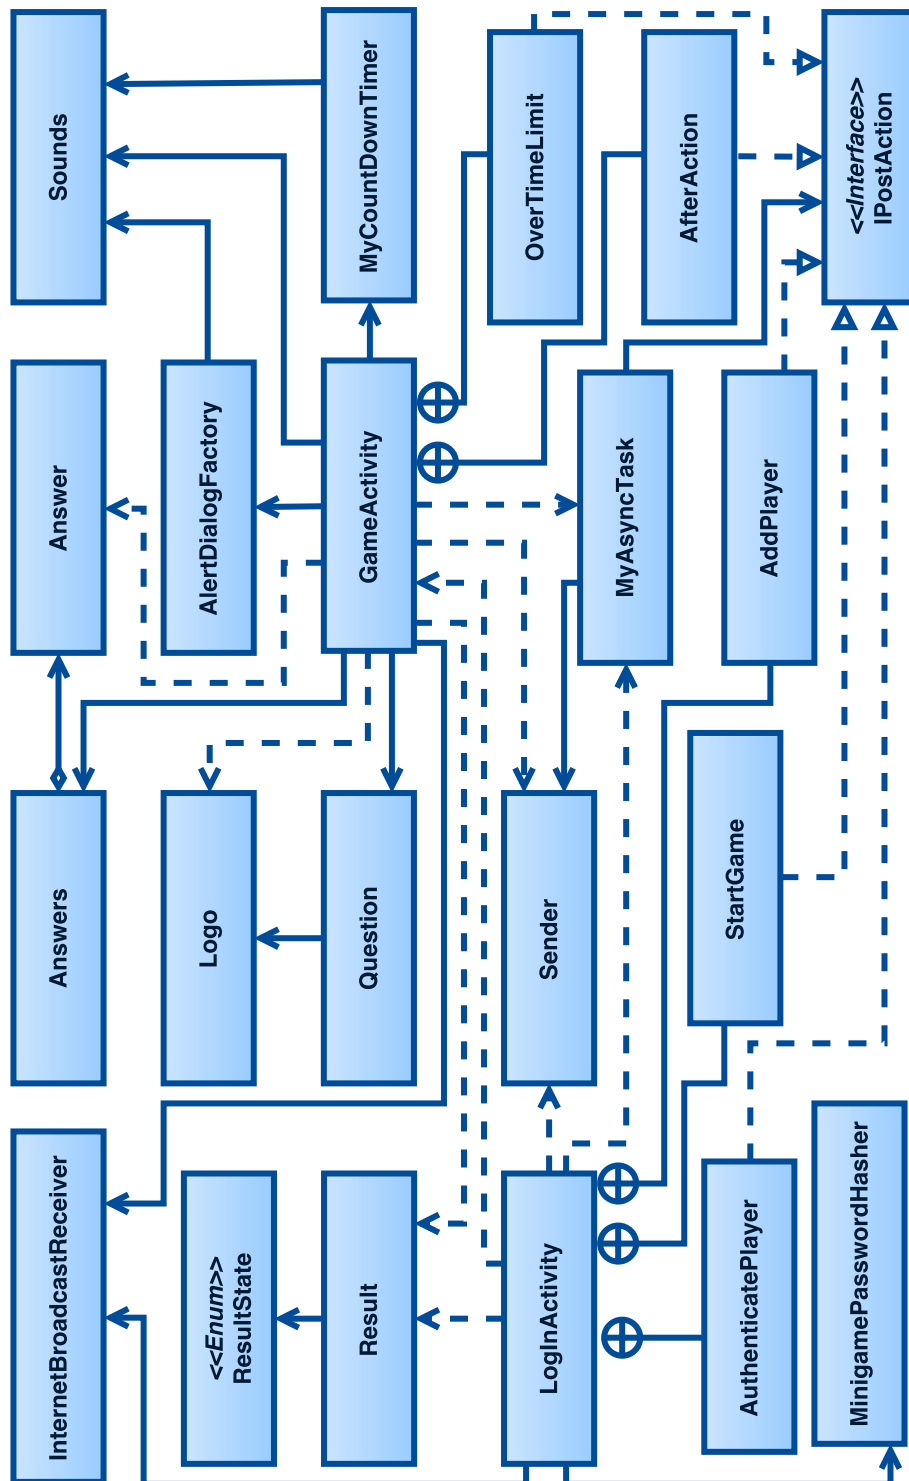 InternetBroadcastReceiver
Answers
Answer
Sounds
<<Enum>>
ResultState
Logo
AlertDialogFactory
Result
Question
GameActivity
MyCountDownTimer
LogInActivity
Sender
OverTimeLimit
MyAsyncTask
AfterAction
AuthenticatePlayer
StartGame
AddPlayer
MinigamePasswordHasher
<<Interface>>
IPostAction